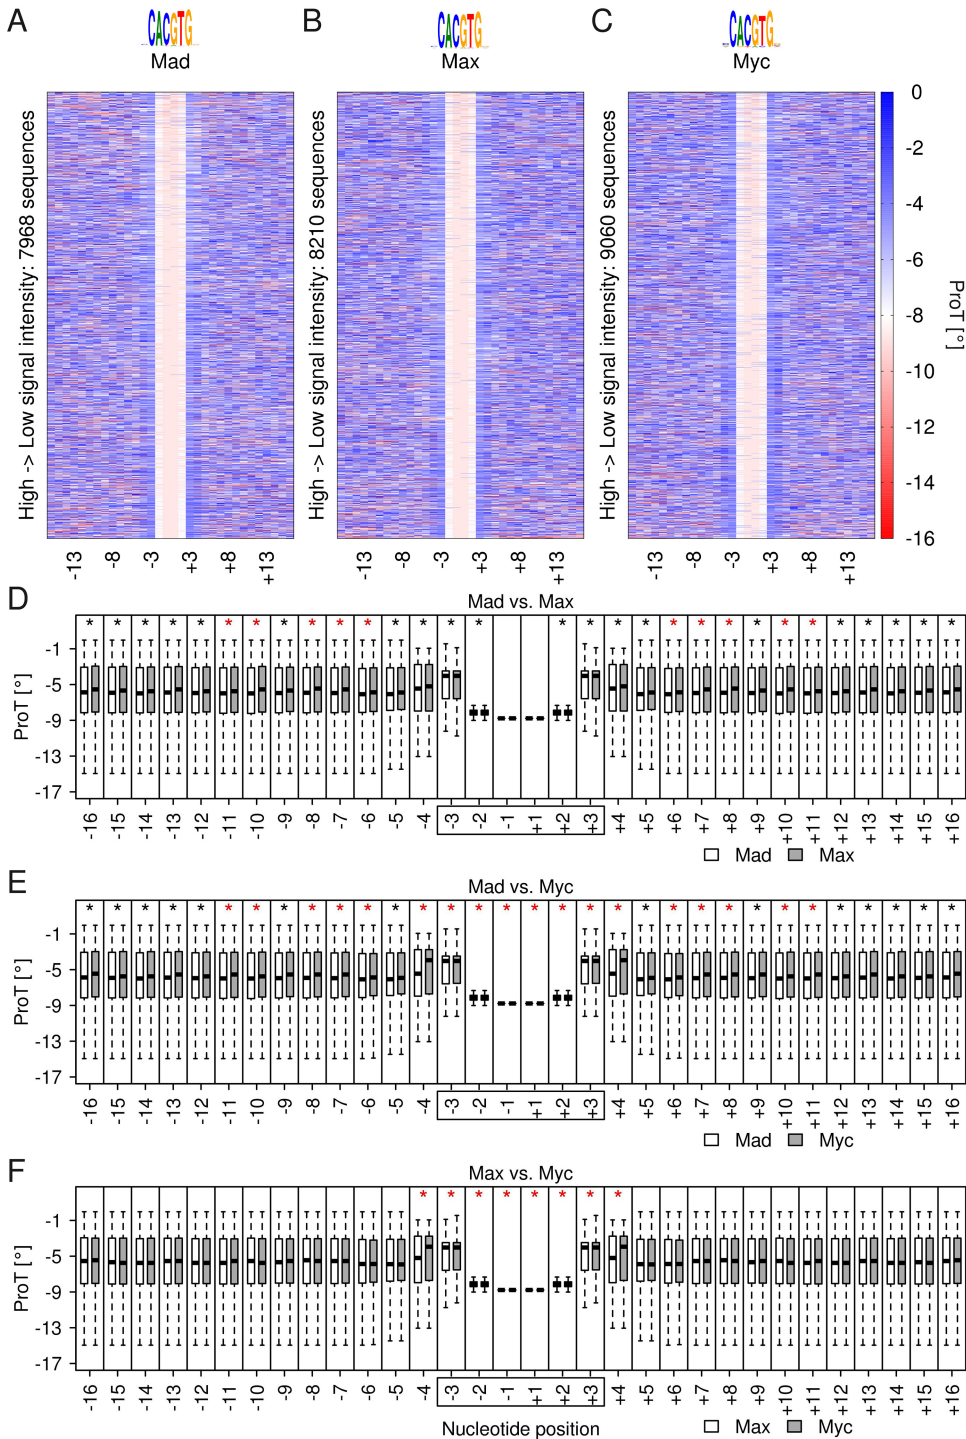 A
B
C
CACGTG
CACGTG
CACGTG
Mad
Max
Myc
High -> Low signal intensity: 7968 sequences
High -> Low signal intensity: 8210 sequences
High -> Low signal intensity: 9060 sequences
0
-2
-4
-6
-8
-10
-12
-14
-16
ProT [°]
-13 -8 -3 +3 +8 +13
-13 -8 -3 +3 +8 +13
-13 -8 -3 +3 +8 +13
D
Mad vs. Max
* * * * * * * * * * * * * * * * * * * * * * * * * * * * * *
ProT [°]
-1
-5
-9
-13
-17
-16 -15 -14 -13 -12 -11 -10 -9 -8 -7 -6 -5 -4 -3 -2 -1 +1 +2 +3 +4 +5 +6 +7 +8 +9 +10 +11 +12 +13 +14 +15 +16
Mad Max
E
Mad vs. Myc
* * * * * * * * * * * * * * * * * * * * * * * * * * * * * * * *
ProT [°]
-1
-5
-9
-13
-17
-16 -15 -14 -13 -12 -11 -10 -9 -8 -7 -6 -5 -4 -3 -2 -1 +1 +2 +3 +4 +5 +6 +7 +8 +9 +10 +11 +12 +13 +14 +15 +16
Mad Myc
F
Max vs. Myc
* * * * * * * *
ProT [°]
-1
-5
-9
-13
-17
-16 -15 -14 -13 -12 -11 -10 -9 -8 -7 -6 -5 -4 -3 -2 -1 +1 +2 +3 +4 +5 +6 +7 +8 +9 +10 +11 +12 +13 +14 +15 +16
Nucleotide position
Max Myc